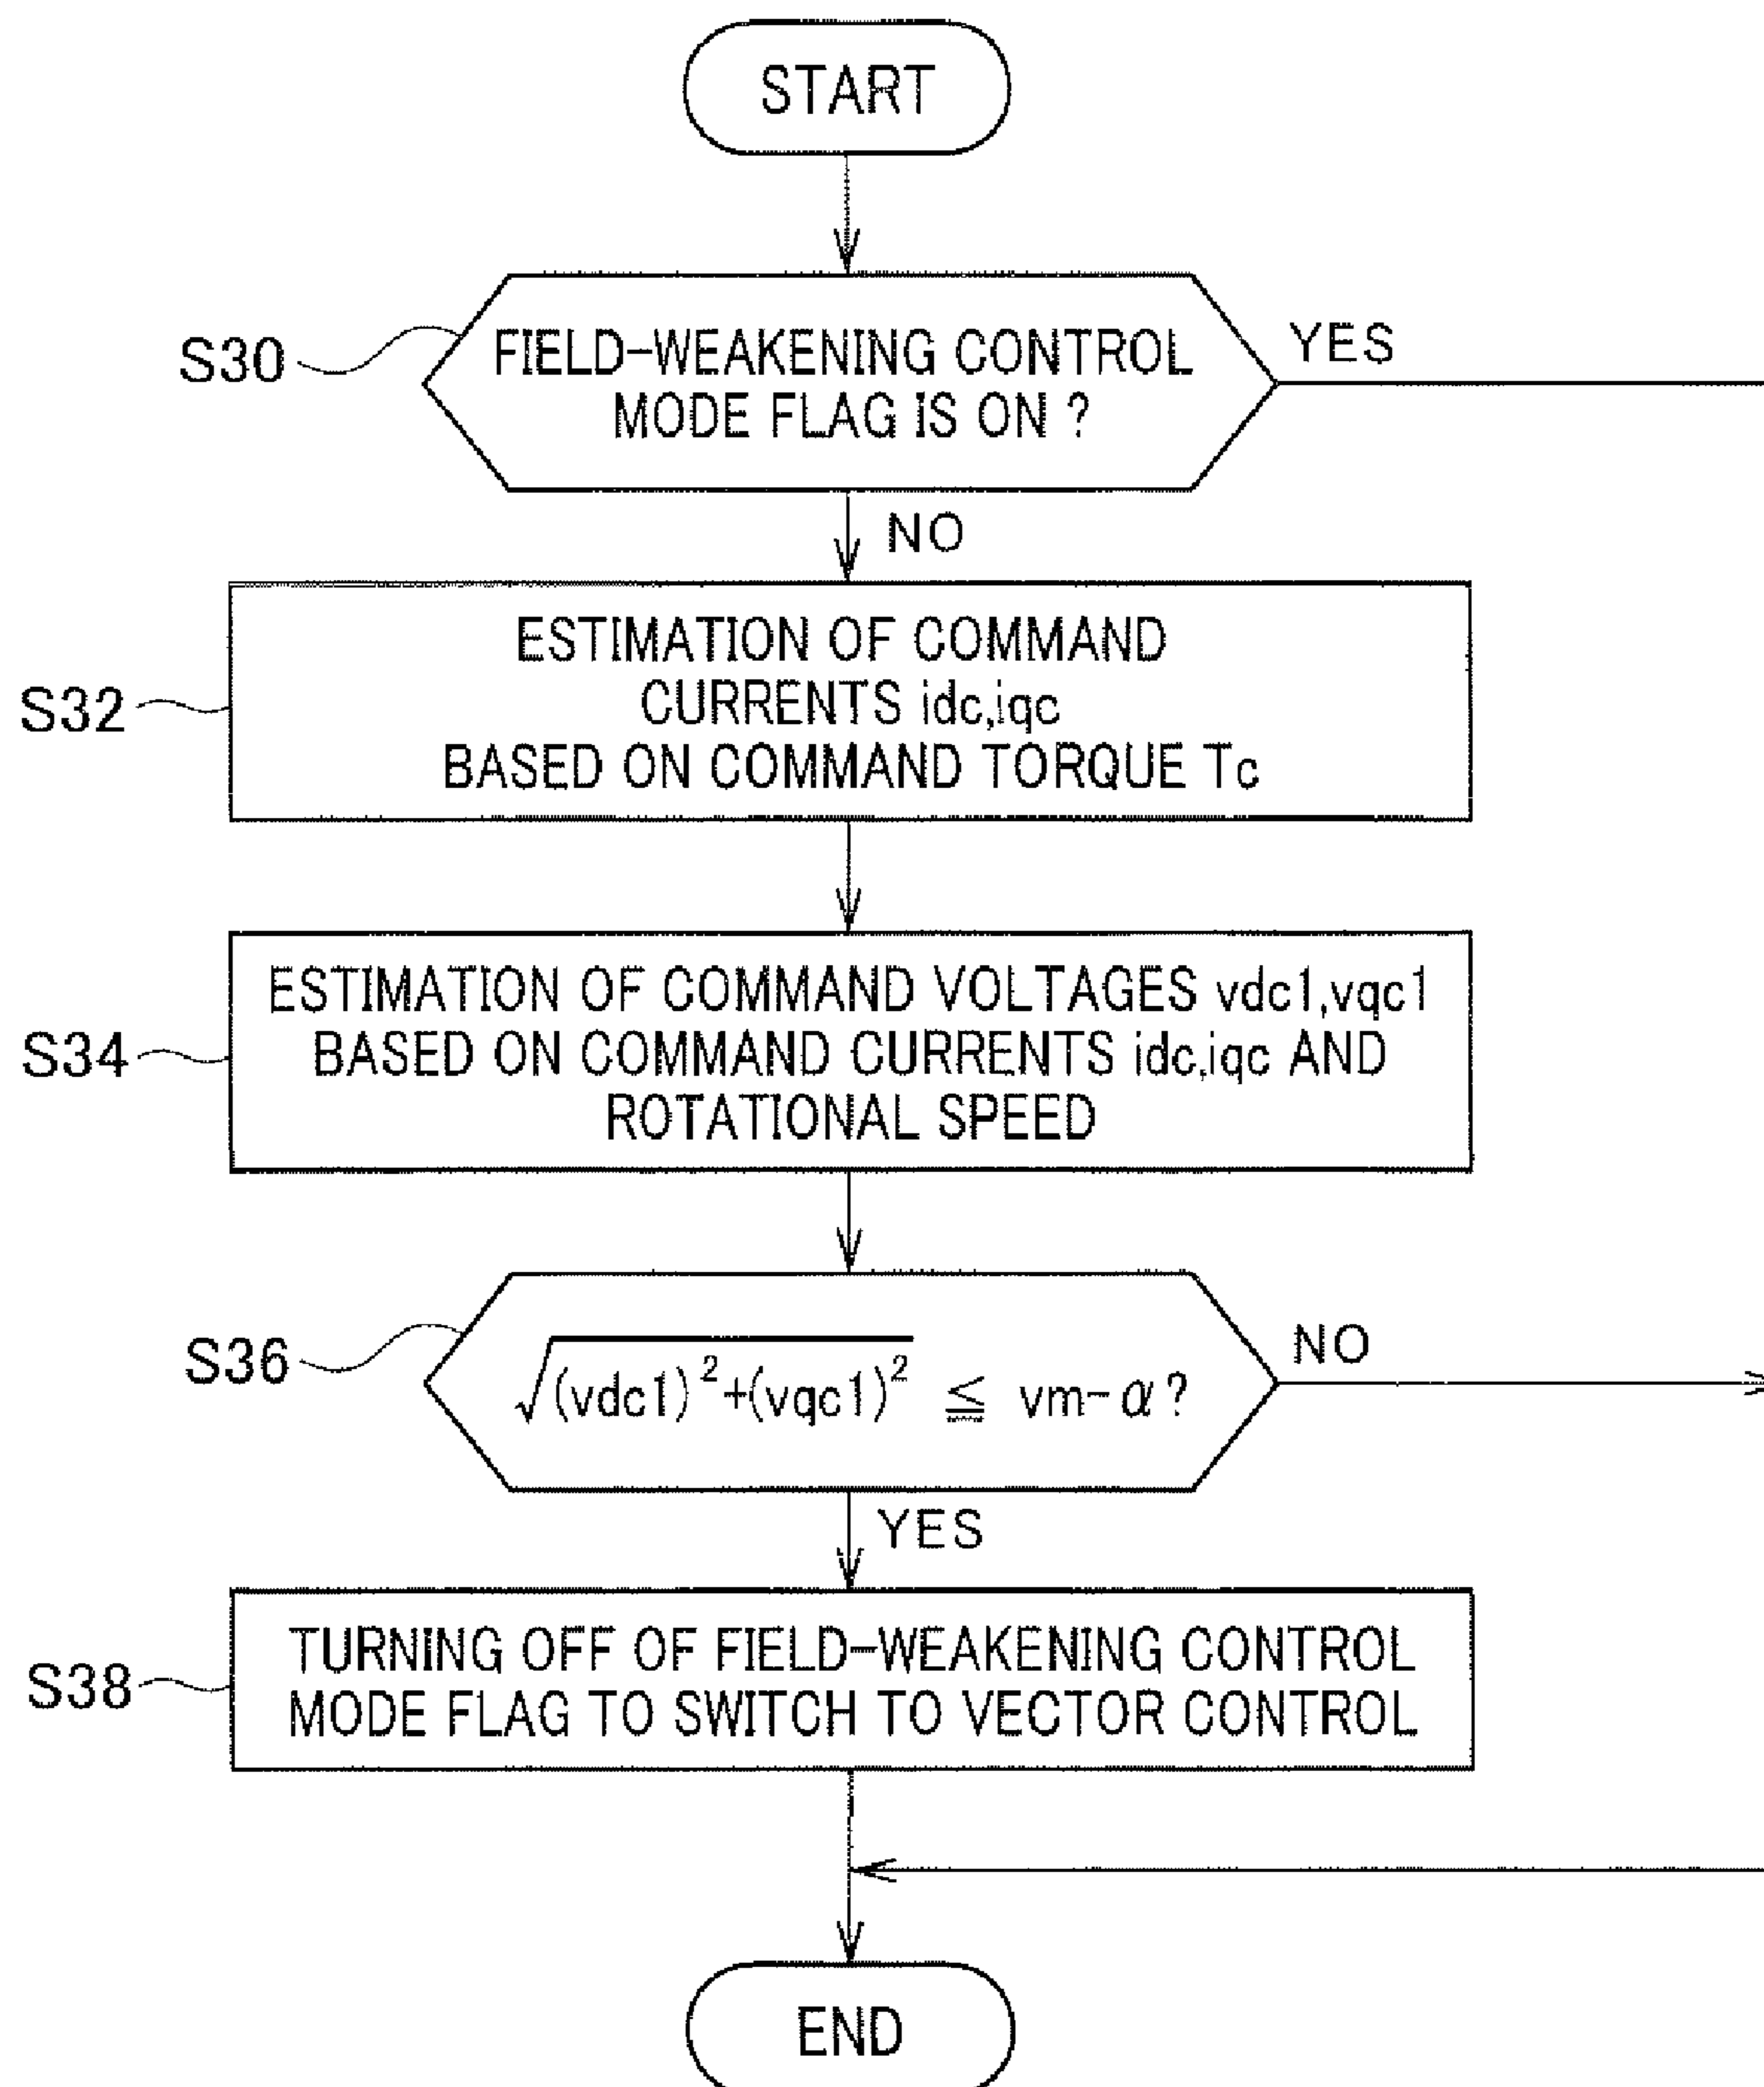 START
S30
FIELD-WEAKENING CONTROL
MODE FLAG IS ON ?
YES
NO
S32
ESTIMATION OF COMMAND
CURRENTS idc,iqc
BASED ON COMMAND TORQUE Tc
S34
ESTIMATION OF COMMAND VOLTAGES vdc1,vqc1
BASED ON COMMAND CURRENTS idc,iqc AND
ROTATIONAL SPEED
S36
√(vdc1)²+(vqc1)² ≦ vm-α?
NO
YES
S38
TURNING OFF OF FIELD-WEAKENING CONTROL
MODE FLAG TO SWITCH TO VECTOR CONTROL
END